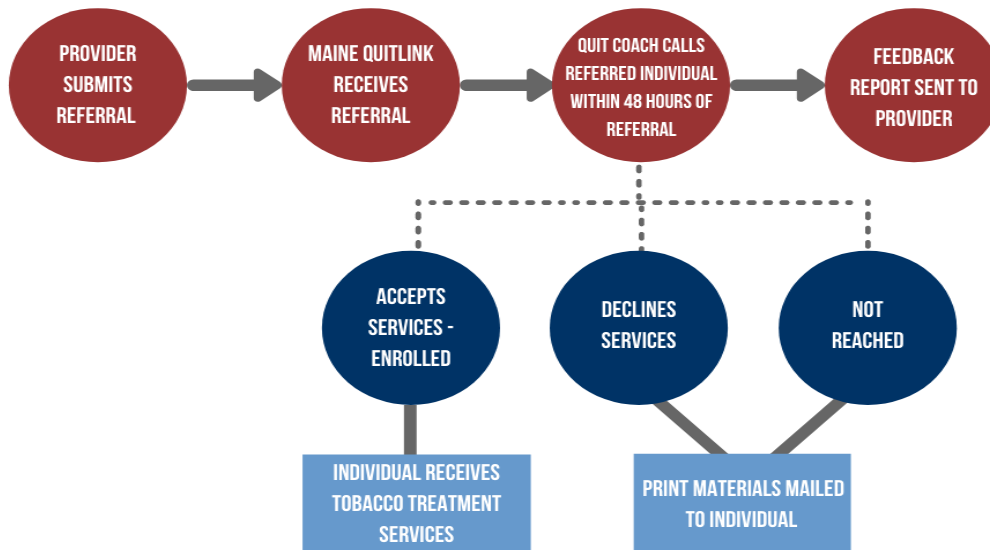 PROVIDER
SUBMITS
REFERRAL
MAINE QUITLINK
RECEIVES
REFERRAL
QUIT COACH CALLS
REFERRED INDIVIDUAL
WITHIN 48 HOURS OF
REFERRAL
FEEDBACK
REPORT SENT TO
PROVIDER
ACCEPTS
SERVICES -
ENROLLED
DECLINES
SERVICES
NOT
REACHED
INDIVIDUAL RECEIVES
TOBACCO TREATMENT
SERVICES
PRINT MATERIALS MAILED
TO INDIVIDUAL